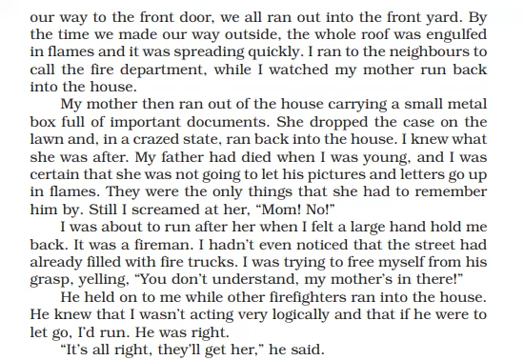 our way to the front door, we all ran out into the front yard. By
the time we made our way outside, the whole roof was engulfed
in flames and it was spreading quickly. I ran to the neighbours to
call the fire department, while I watched my mother run back
into the house.
My mother then ran out of the house carrying a small metal
box full of important documents. She dropped the case on the
lawn and, in a crazed state, ran back into the house. I knew what
she was after. My father had died when I was young, and I was
certain that she was not going to let his pictures and letters go up
in flames. They were the only things that she had to remember
him by. Still I screamed at her, “Mom! No!”
I was about to run after her when I felt a large hand hold me
back. It was a fireman. I hadn’t even noticed that the street had
already filled with fire trucks. I was trying to free myself from his
grasp, yelling, “You don’t understand, my mother’s in there!”
He held on to me while other firefighters ran into the house.
He knew that I wasn’t acting very logically and that if he were to
let go, I’d run. He was right.
“It’s all right, they’ll get her,” he said.